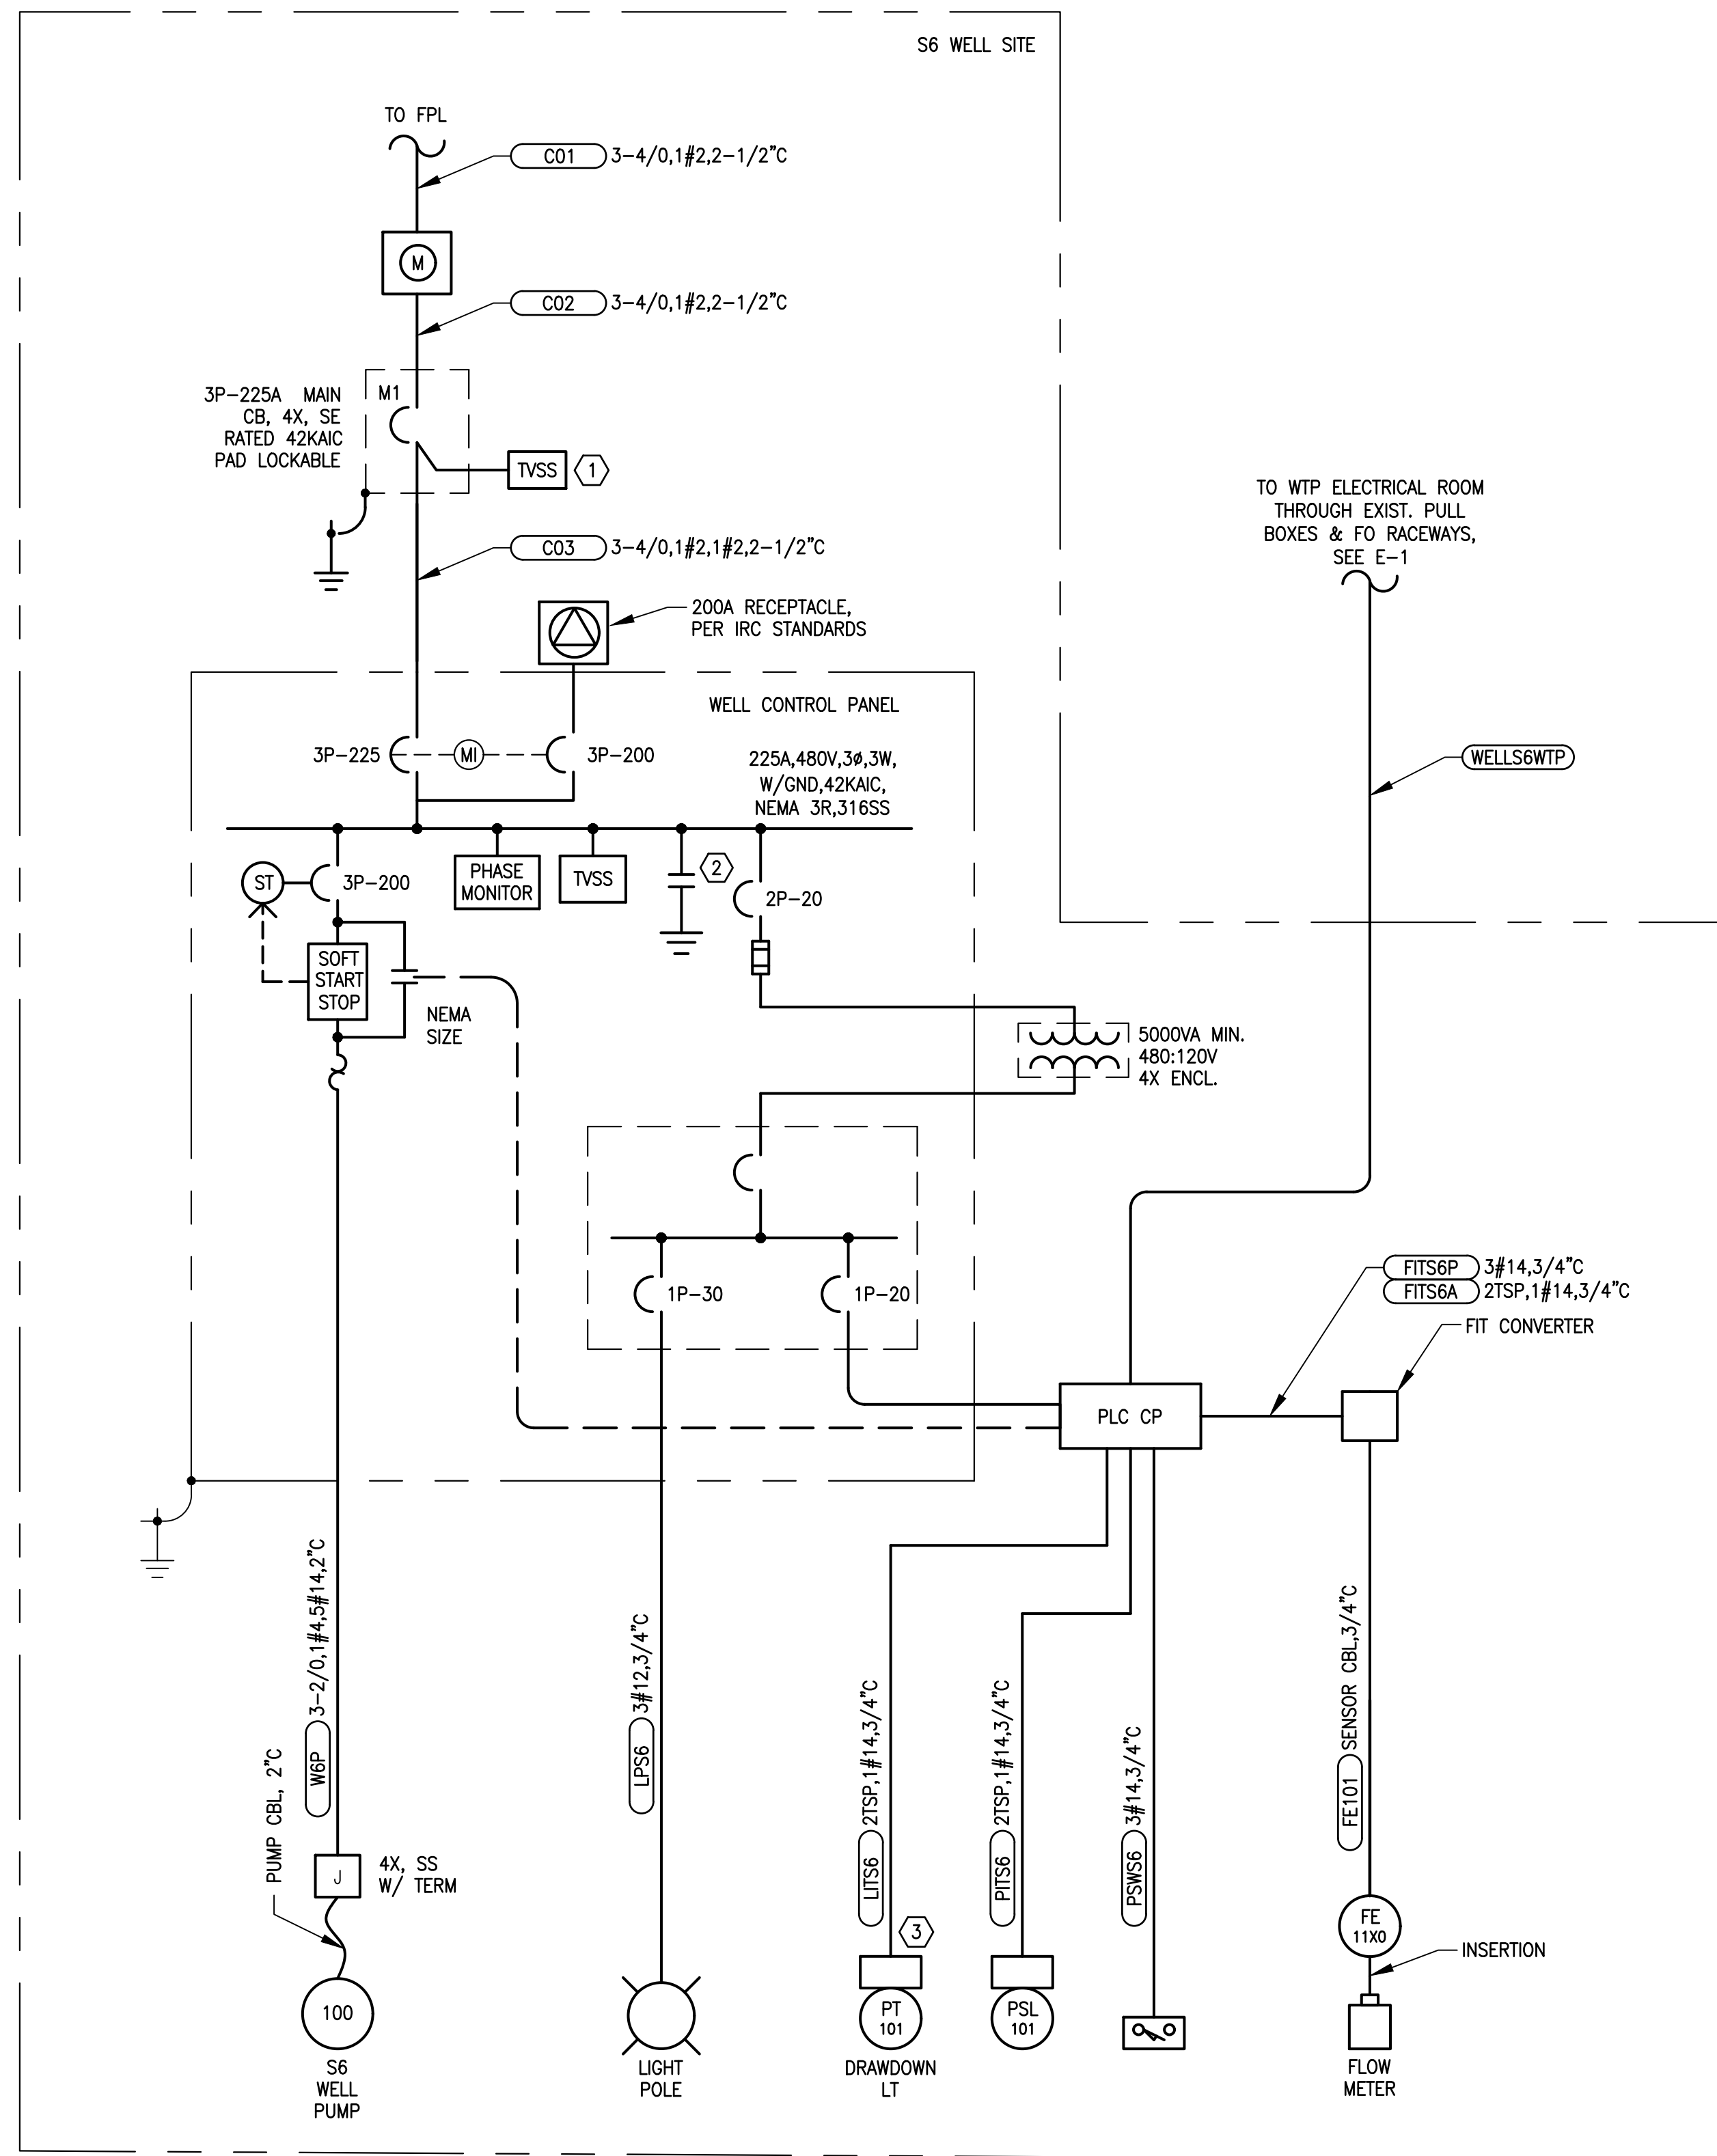 S6 WELL SITE
TO FPL
C01 3-4/0,1#2,2-1/2"C
M
C02 3-4/0,1#2,2-1/2"C
3P-225A MAIN
CB, 4X, SE
RATED 42KAIC
PAD LOCKABLE
M1
TVSS 1
C03 3-4/0,1#2,1#2,2-1/2"C
200A RECEPTACLE,
PER IRC STANDARDS
TO WTP ELECTRICAL ROOM
THROUGH EXIST. PULL
BOXES & FO RACEWAYS,
SEE E-1
WELLS6WTP
WELL CONTROL PANEL
3P-225
MI
3P-200
225A,480V,3ø,3W,
W/GND,42KAIC,
NEMA 3R,316SS
ST
3P-200
PHASE
MONITOR
TVSS
2
2P-20
SOFT
START
STOP
NEMA
SIZE
5000VA MIN.
480:120V
4X ENCL.
1P-30
1P-20
FITS6P 3#14,3/4"C
FITS6A 2TSP,1#14,3/4"C
FIT CONVERTER
PLC CP
W6P 3-2/0,1#4,5#14,2"C
PUMP CBL, 2"C
LPS6 3#12,3/4"C
LITS6 2TSP,1#14,3/4"C
PITS6 2TSP,1#14,3/4"C
PSWS6 3#14,3/4"C
FE101 SENSOR CBL,3/4"C
J
4X, SS
W/ TERM
3
FE
11X0
INSERTION
100
S6
WELL
PUMP
LIGHT
POLE
PT
101
DRAWDOWN
LT
PSL
101
FLOW
METER